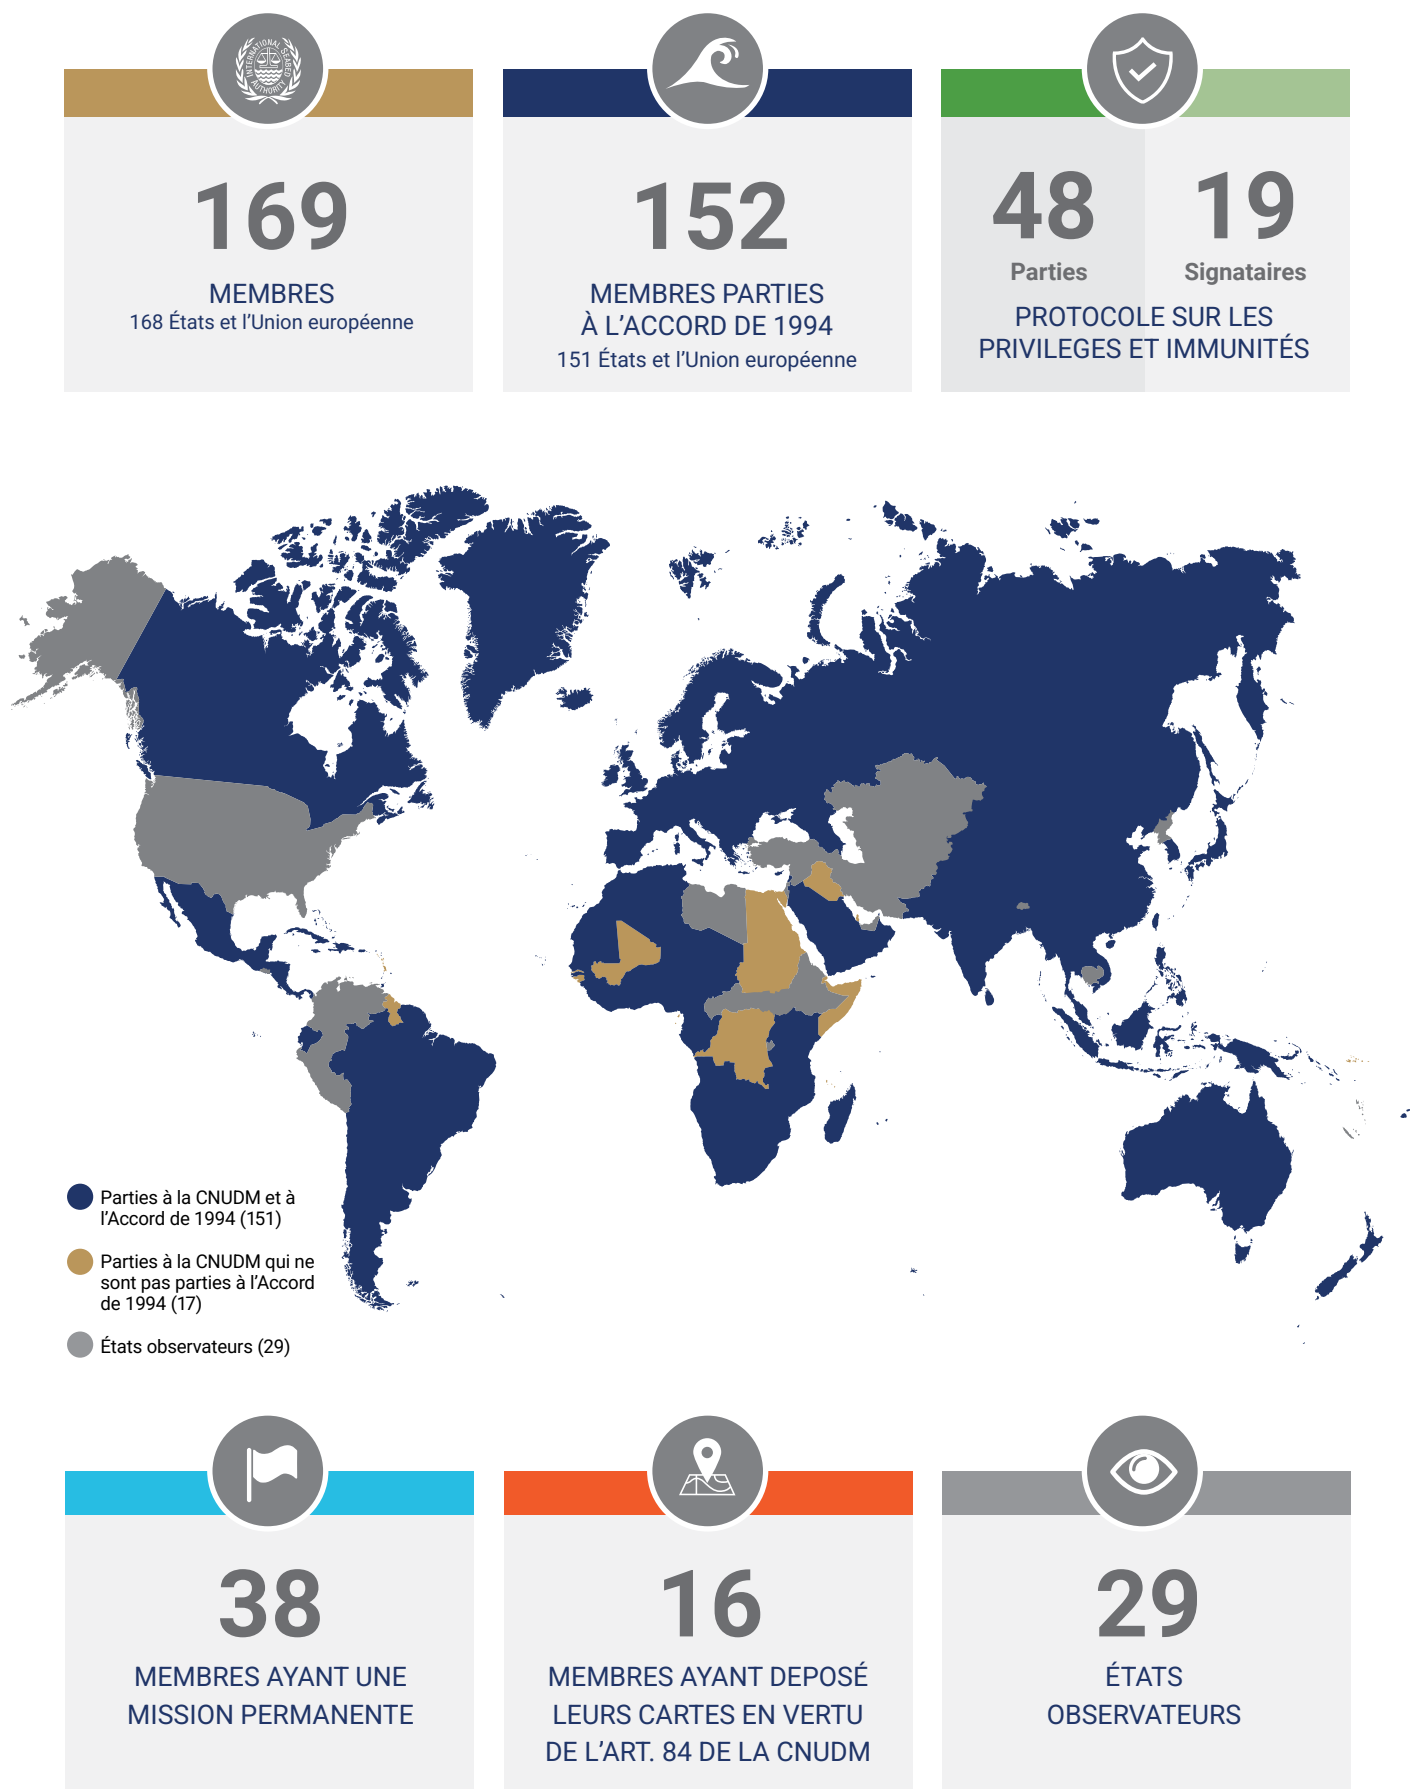 INTERNATIONAL SEABED AUTHORITY
169
MEMBRES
168 États et l’Union européenne
152
MEMBRES PARTIES
À L’ACCORD DE 1994
151 États et l’Union européenne
48
Parties
19
Signataires
PROTOCOLE SUR LES
PRIVILEGES ET IMMUNITÉS
Parties à la CNUDM et à
l’Accord de 1994 (151)
Parties à la CNUDM qui ne
sont pas parties à l’Accord
de 1994 (17)
États observateurs (29)
38
MEMBRES AYANT UNE
MISSION PERMANENTE
16
MEMBRES AYANT DEPOSÉ
LEURS CARTES EN VERTU
DE L’ART. 84 DE LA CNUDM
29
ÉTATS
OBSERVATEURS